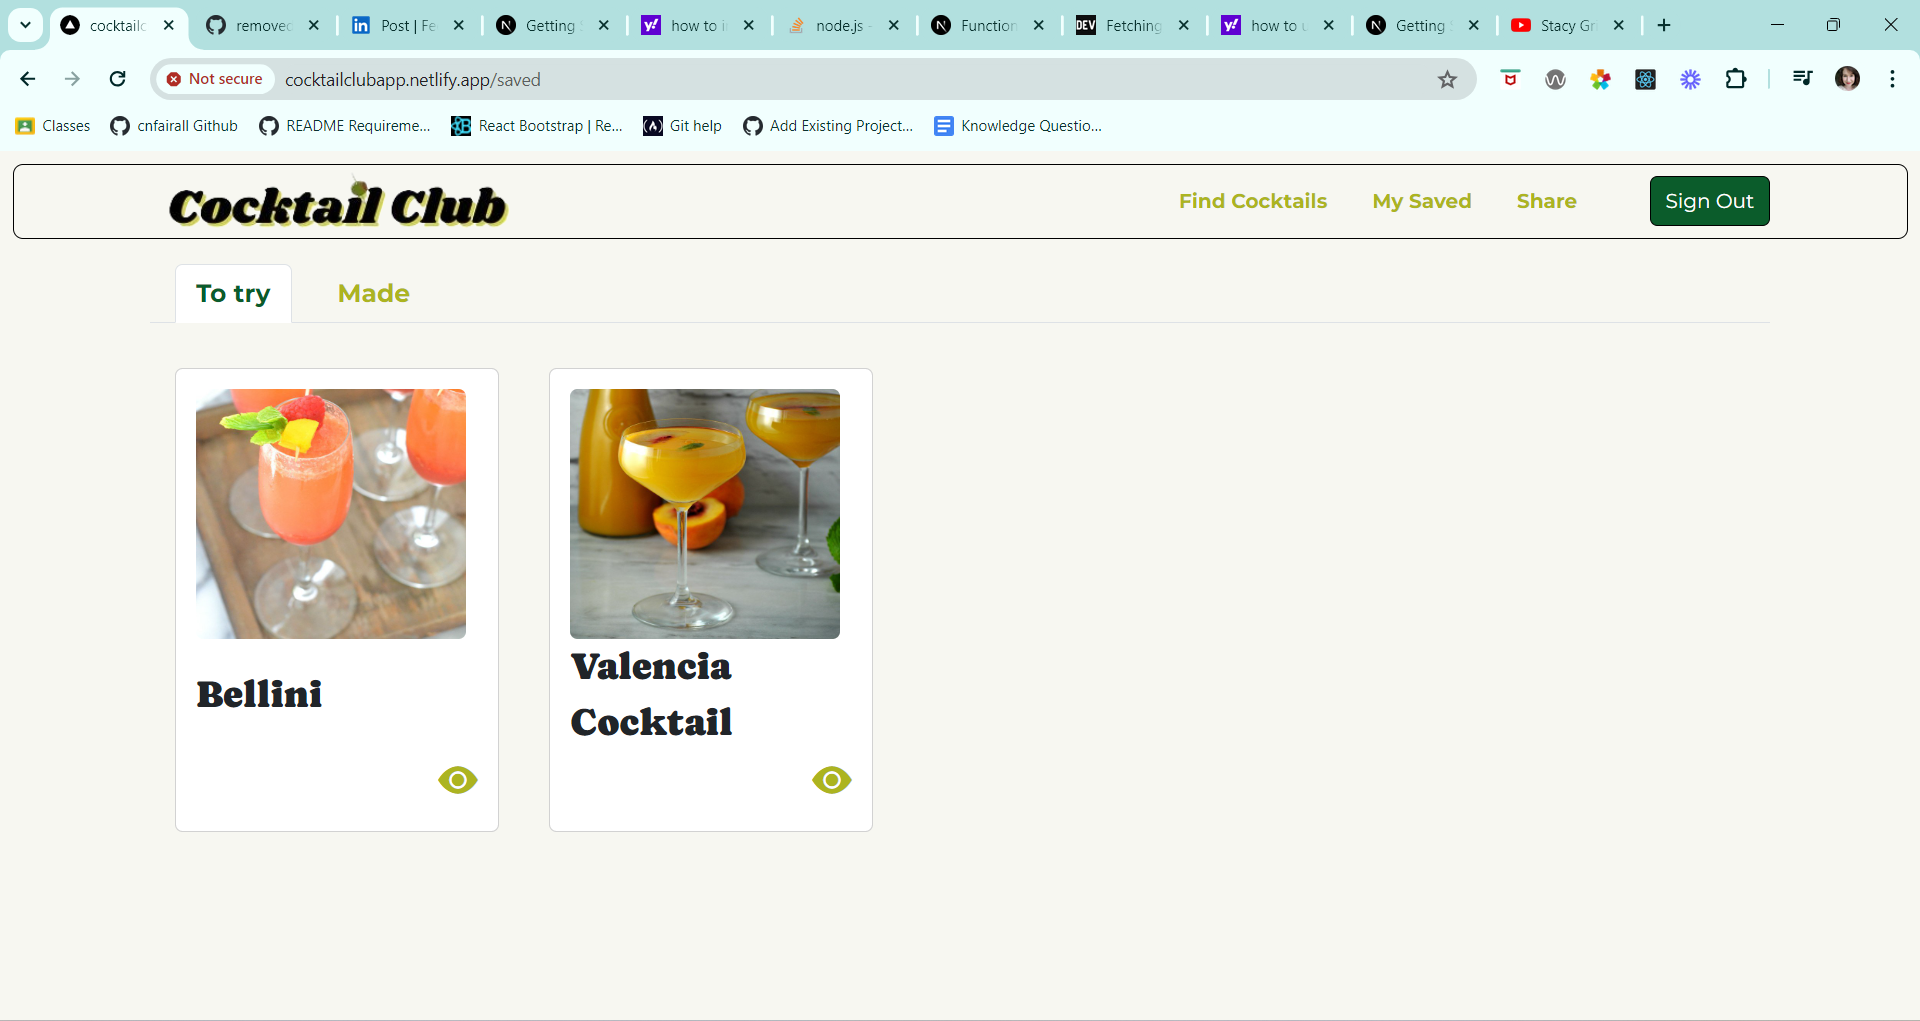 cocktailc
removed
Post | Fe
Getting
how to i
node.js -
Function
DEV
Fetching
how to u
Getting
Stacy Gr
Not secure
cocktailclubapp.netlify.app/saved
Classes
cnfairall Github
README Requireme...
React Bootstrap | Re...
Git help
Add Existing Project...
Knowledge Questio...
Cocktail Club
Find Cocktails
My Saved
Share
Sign Out
To try
Made
Bellini
Valencia
Cocktail